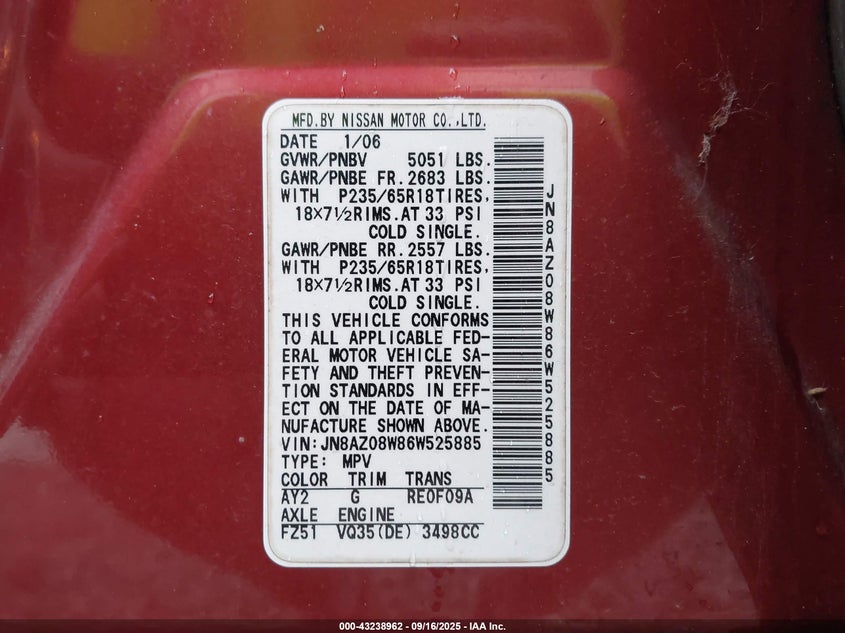 MFD.BY NISSAN MOTOR CO.,LTD.
DATE 1/06
GVWR/PNBV 5051 LBS.
GAWR/PNBE FR.2683 LBS.
WITH P235/65R18TIRES,
18×7½RIMS.AT 33 PSI
COLD SINGLE.
GAWR/PNBE RR.2557 LBS.
WITH P235/65R18TIRES,
18×7½RIMS.AT 33 PSI
COLD SINGLE.
THIS VEHICLE CONFORMS
TO ALL APPLICABLE FED-
ERAL MOTOR VEHICLE SA-
FETY AND THEFT PREVEN-
TION STANDARDS IN EFF-
ECT ON THE DATE OF MA-
NUFACTURE SHOWN ABOVE.
VIN:JN8AZ08W86W525885
TYPE: MPV
COLOR TRIM TRANS
AY2 G RE0F09A
AXLE ENGINE
FZ51 VQ35(DE) 3498CC
JN8AZ08W86W525885
000-43238962 - 09/16/2025 - IAA Inc.